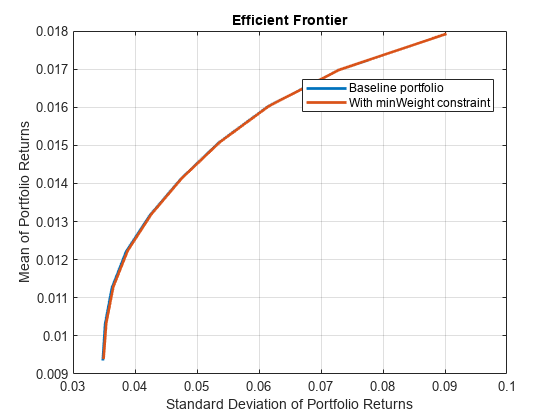 Efficient Frontier
0.018
0.017
0.016
0.015
0.014
0.013
0.012
0.011
0.01
0.009
Mean of Portfolio Returns
Baseline portfolio
With minWeight constraint
0.03 0.04 0.05 0.06 0.07 0.08 0.09 0.1
Standard Deviation of Portfolio Returns